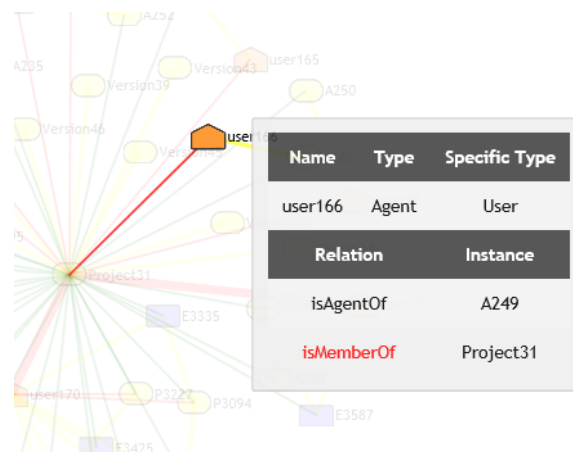 A252
user165
A235
Version43
Version39
A250
Version46
user166
Version45
Name Type Specific Type
user166 Agent User
Relation Instance
Project31
isAgentOf A249
E3335
isMemberOf Project31
user170
P3227
P3094
E3587
E3425